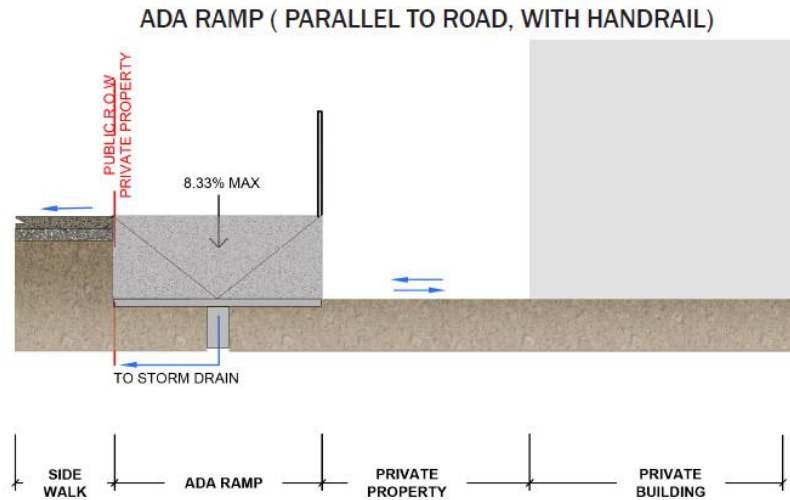 ADA RAMP ( PARALLEL TO ROAD, WITH HANDRAIL)
PUBLIC R.O.W
PRIVATE PROPERTY
8.33% MAX
TO STORM DRAIN
SIDE
WALK
ADA RAMP
PRIVATE
PROPERTY
PRIVATE
BUILDING